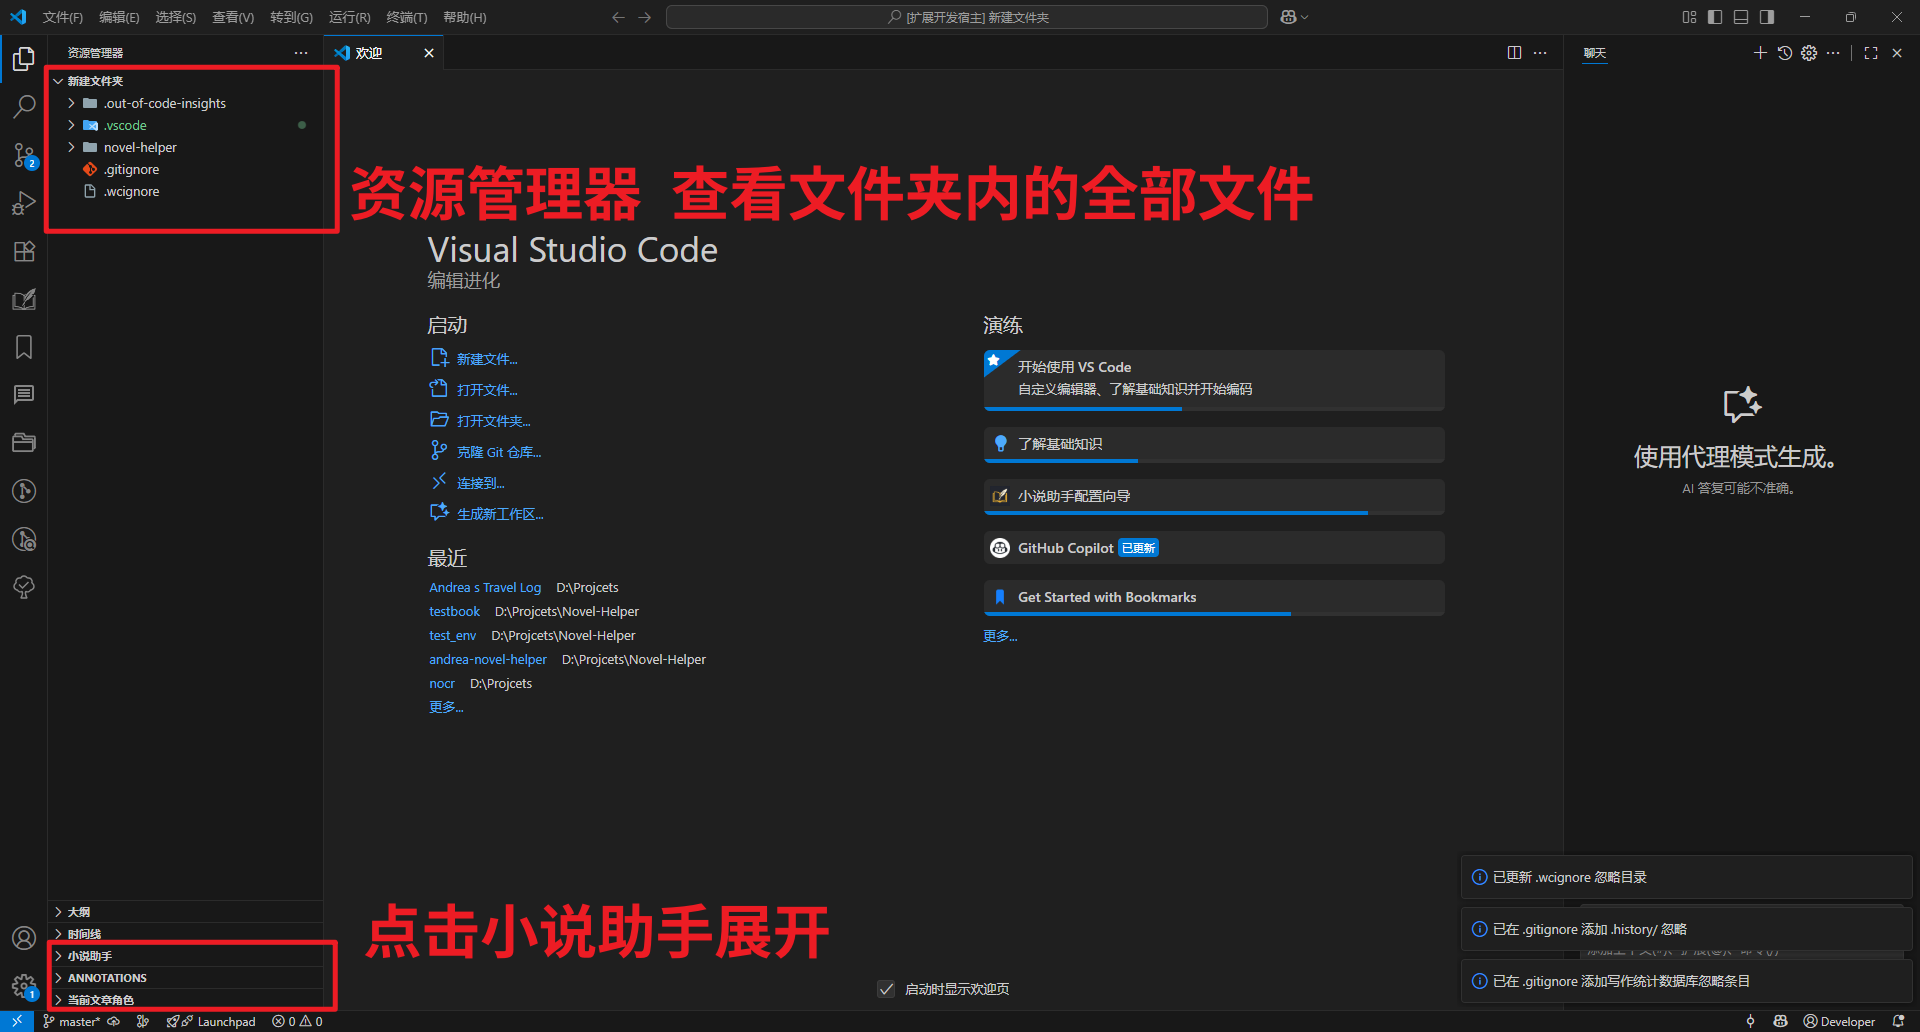 文件(F) 编辑(E) 选择(S) 查看(V) 转到(G) 运行(R) 终端(T) 帮助(H)
[扩展开发宿主] 新建文件夹
资源管理器
欢迎
聊天
新建文件夹
.out-of-code-insights
.vscode
novel-helper
.gitignore
.wcignore
2
资源管理器 查看文件夹内的全部文件
Visual Studio Code
编辑进化
启动
新建文件...
打开文件...
打开文件夹...
克隆 Git 仓库...
连接到...
生成新工作区...
最近
Andrea s Travel Log D:\Projcets
testbook D:\Projcets\Novel-Helper
test_env D:\Projcets\Novel-Helper
andrea-novel-helper D:\Projcets\Novel-Helper
nocr D:\Projcets
更多...
演练
开始使用 VS Code
自定义编辑器、了解基础知识并开始编码
了解基础知识
小说助手配置向导
GitHub Copilot 已更新
Get Started with Bookmarks
更多...
使用代理模式生成。
AI 答复可能不准确。
大纲
时间线
小说助手
ANNOTATIONS
当前文章角色
1
点击小说助手展开
启动时显示欢迎页
已更新 .wcignore 忽略目录
已在 .gitignore 添加 .history/ 忽略
已在 .gitignore 添加写作统计数据库忽略条目
master* Launchpad 0 0
Developer